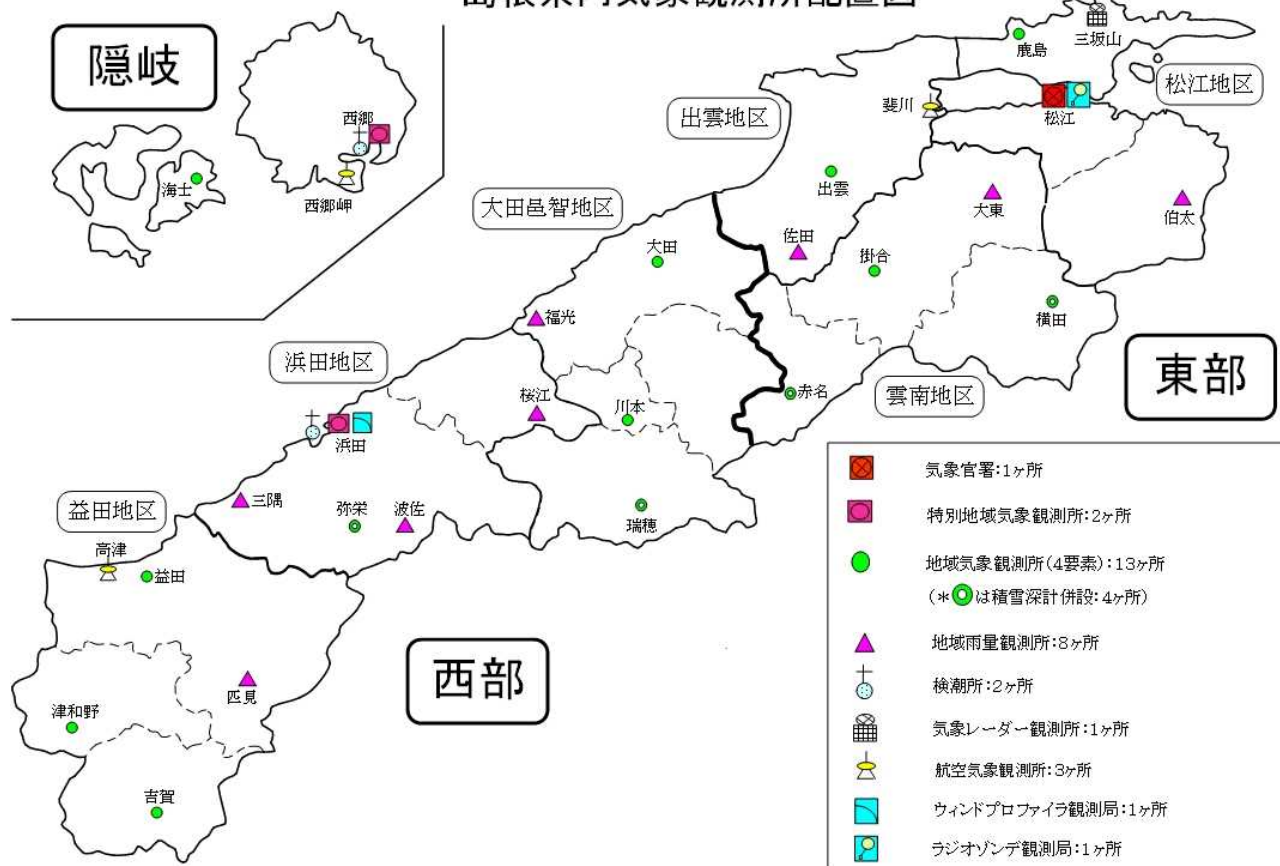 島根県内気象観測所配置図
隠岐
西郷
海士
西郷岬
鹿島
三坂山
松江地区
出雲地区
斐川
松江
出雲
大東
伯太
大田邑智地区
大田
佐田
掛合
福光
横田
東部
浜田地区
桜江
川本
赤名
雲南地区
浜田
三隅
弥栄
波佐
瑞穂
益田地区
高津
益田
西部
匹見
津和野
吉賀
気象官署:1ヶ所
特別地域気象観測所:2ヶ所
地域気象観測所(4要素):13ヶ所
(*は積雪深計併設:4ヶ所)
地域雨量観測所:8ヶ所
検潮所:2ヶ所
気象レーダー観測所:1ヶ所
航空気象観測所:3ヶ所
ウィンドプロファイラ観測局:1ヶ所
ラジオゾンデ観測局:1ヶ所